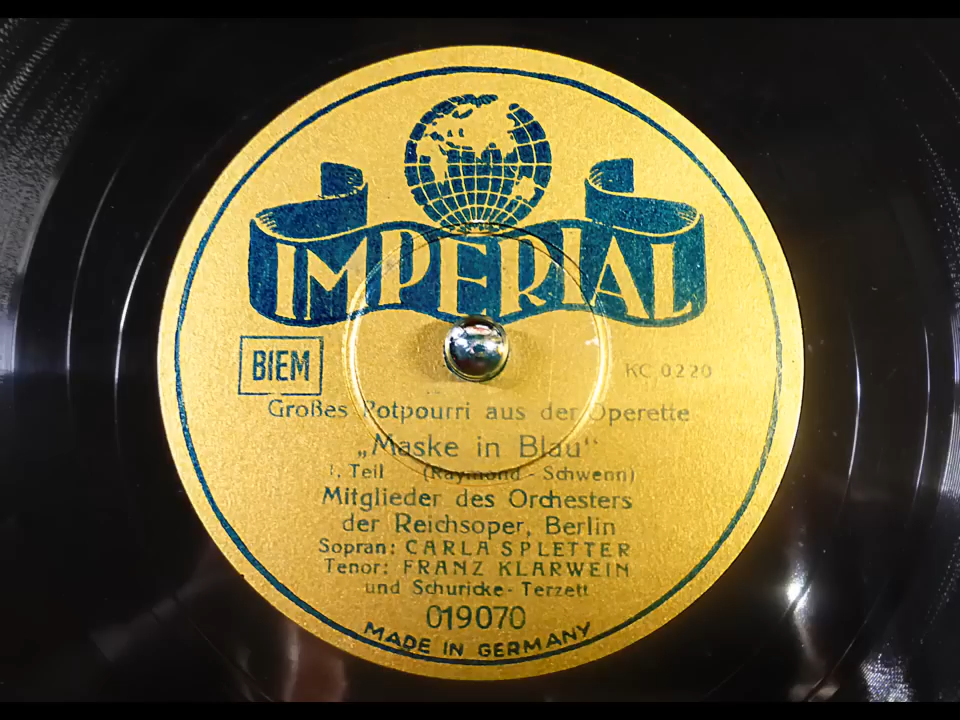 IMPERIAL
BIEM
KC 0220
Großes Potpourri aus der Operette
„Maske in Blau“
1. Teil (Raymond - Schwenn)
Mitglieder des Orchesters
der Reichsoper, Berlin
Sopran: CARLA SPLETTER
Tenor: FRANZ KLARWEIN
und Schuricke-Terzett
019070
MADE IN GERMANY